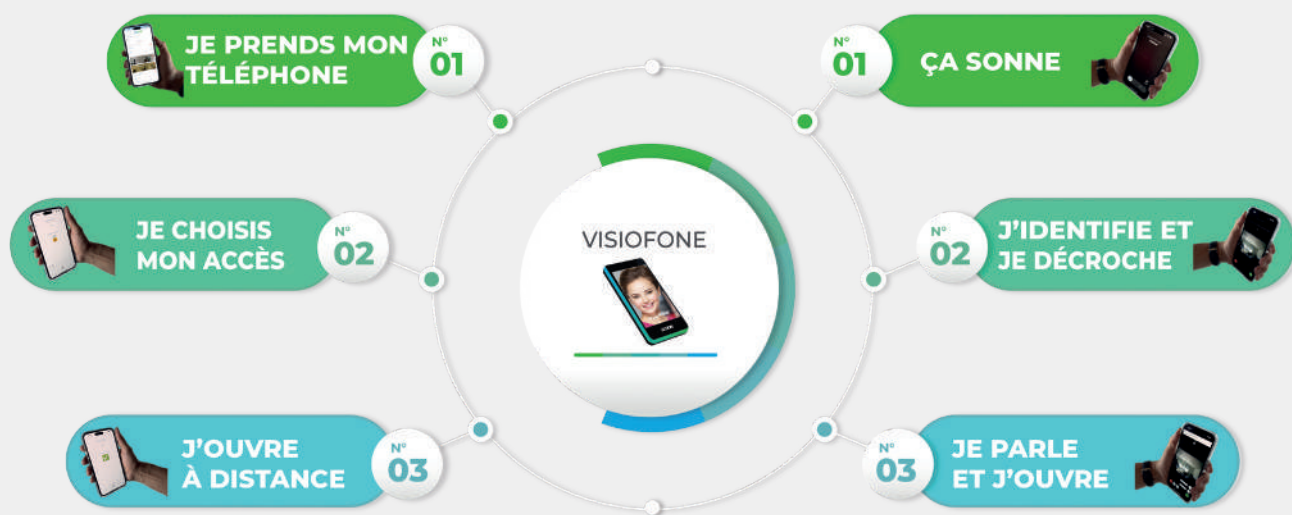 JE PRENDS MON
TÉLÉPHONE
N°
01
JE CHOISIS
MON ACCÈS
N°
02
J'OUVRE
À DISTANCE
N°
03
VISIOFONE
N°
01
ÇA SONNE
N°
02
J'IDENTIFIE ET
JE DÉCROCHE
N°
03
JE PARLE
ET J'OUVRE